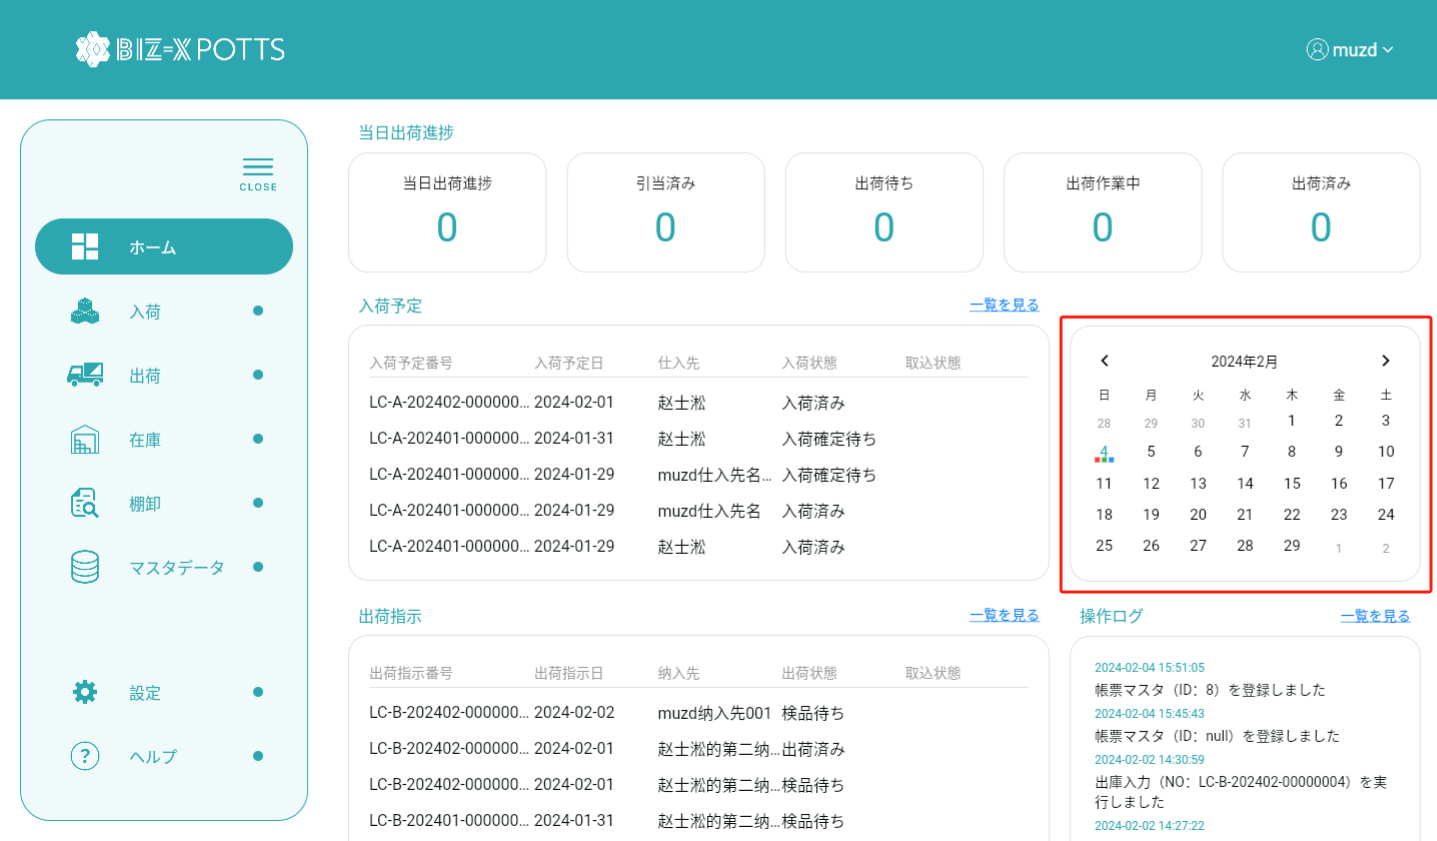 BIZ=X POTTS
muzd
CLOSE
ホーム
入荷
出荷
在庫
棚卸
マスタデータ
設定
ヘルプ
当日出荷進捗
当日出荷進捗 引当済み 出荷待ち 出荷作業中 出荷済み
0 0 0 0 0
入荷予定 一覧を見る
入荷予定番号 入荷予定日 仕入先 入荷状態 取込状態
LC-A-202402-000000... 2024-02-01 赵士淞 入荷済み
LC-A-202401-000000... 2024-01-31 赵士淞 入荷確定待ち
LC-A-202401-000000... 2024-01-29 muzd仕入先名... 入荷確定待ち
LC-A-202401-000000... 2024-01-29 muzd仕入先名 入荷済み
LC-A-202401-000000... 2024-01-29 赵士淞 入荷済み
2024年2月
日 月 火 水 木 金 土
28 29 30 31 1 2 3
4 5 6 7 8 9 10
11 12 13 14 15 16 17
18 19 20 21 22 23 24
25 26 27 28 29 1 2
出荷指示 一覧を見る
出荷指示番号 出荷指示日 纳入先 出荷状態 取込状態
LC-B-202402-000000... 2024-02-02 muzd纳入先001 検品待ち
LC-B-202402-000000... 2024-02-01 赵士淞的第二纳... 出荷済み
LC-B-202402-000000... 2024-02-01 赵士淞的第二纳... 検品待ち
LC-B-202401-000000... 2024-01-31 赵士淞的第二纳... 検品待ち
操作ログ 一覧を見る
2024-02-04 15:51:05
帳票マスタ（ID：8）を登録しました
2024-02-04 15:45:43
帳票マスタ（ID：null）を登録しました
2024-02-02 14:30:59
出庫入力（NO：LC-B-202402-00000004）を実
行しました
2024-02-02 14:27:22